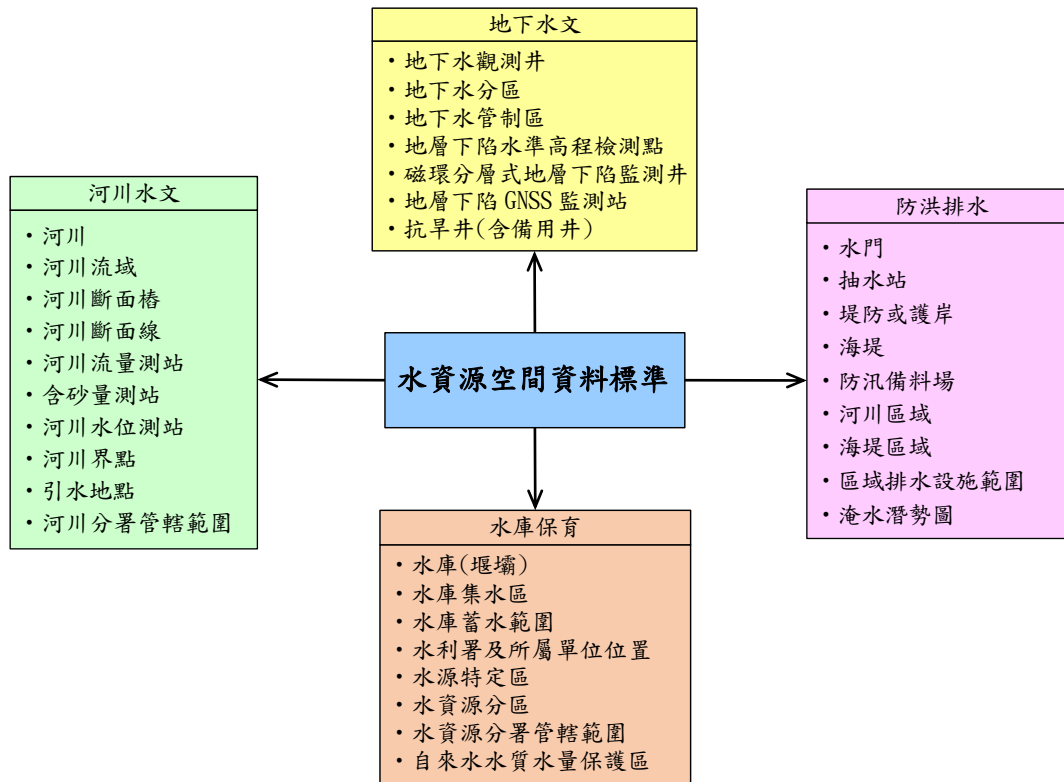 地下水文
・地下水觀測井
・地下水分區
・地下水管制區
・地層下陷水準高程檢測點
・磁環分層式地層下陷監測井
・地層下陷 GNSS 監測站
・抗旱井(含備用井)
河川水文
・河川
・河川流域
・河川斷面樁
・河川斷面線
・河川流量測站
・含砂量測站
・河川水位測站
・河川界點
・引水地點
・河川分署管轄範圍
水資源空間資料標準
防洪排水
・水門
・抽水站
・堤防或護岸
・海堤
・防汛備料場
・河川區域
・海堤區域
・區域排水設施範圍
・淹水潛勢圖
水庫保育
・水庫(堰壩)
・水庫集水區
・水庫蓄水範圍
・水利署及所屬單位位置
・水源特定區
・水資源分區
・水資源分署管轄範圍
・自來水水質水量保護區